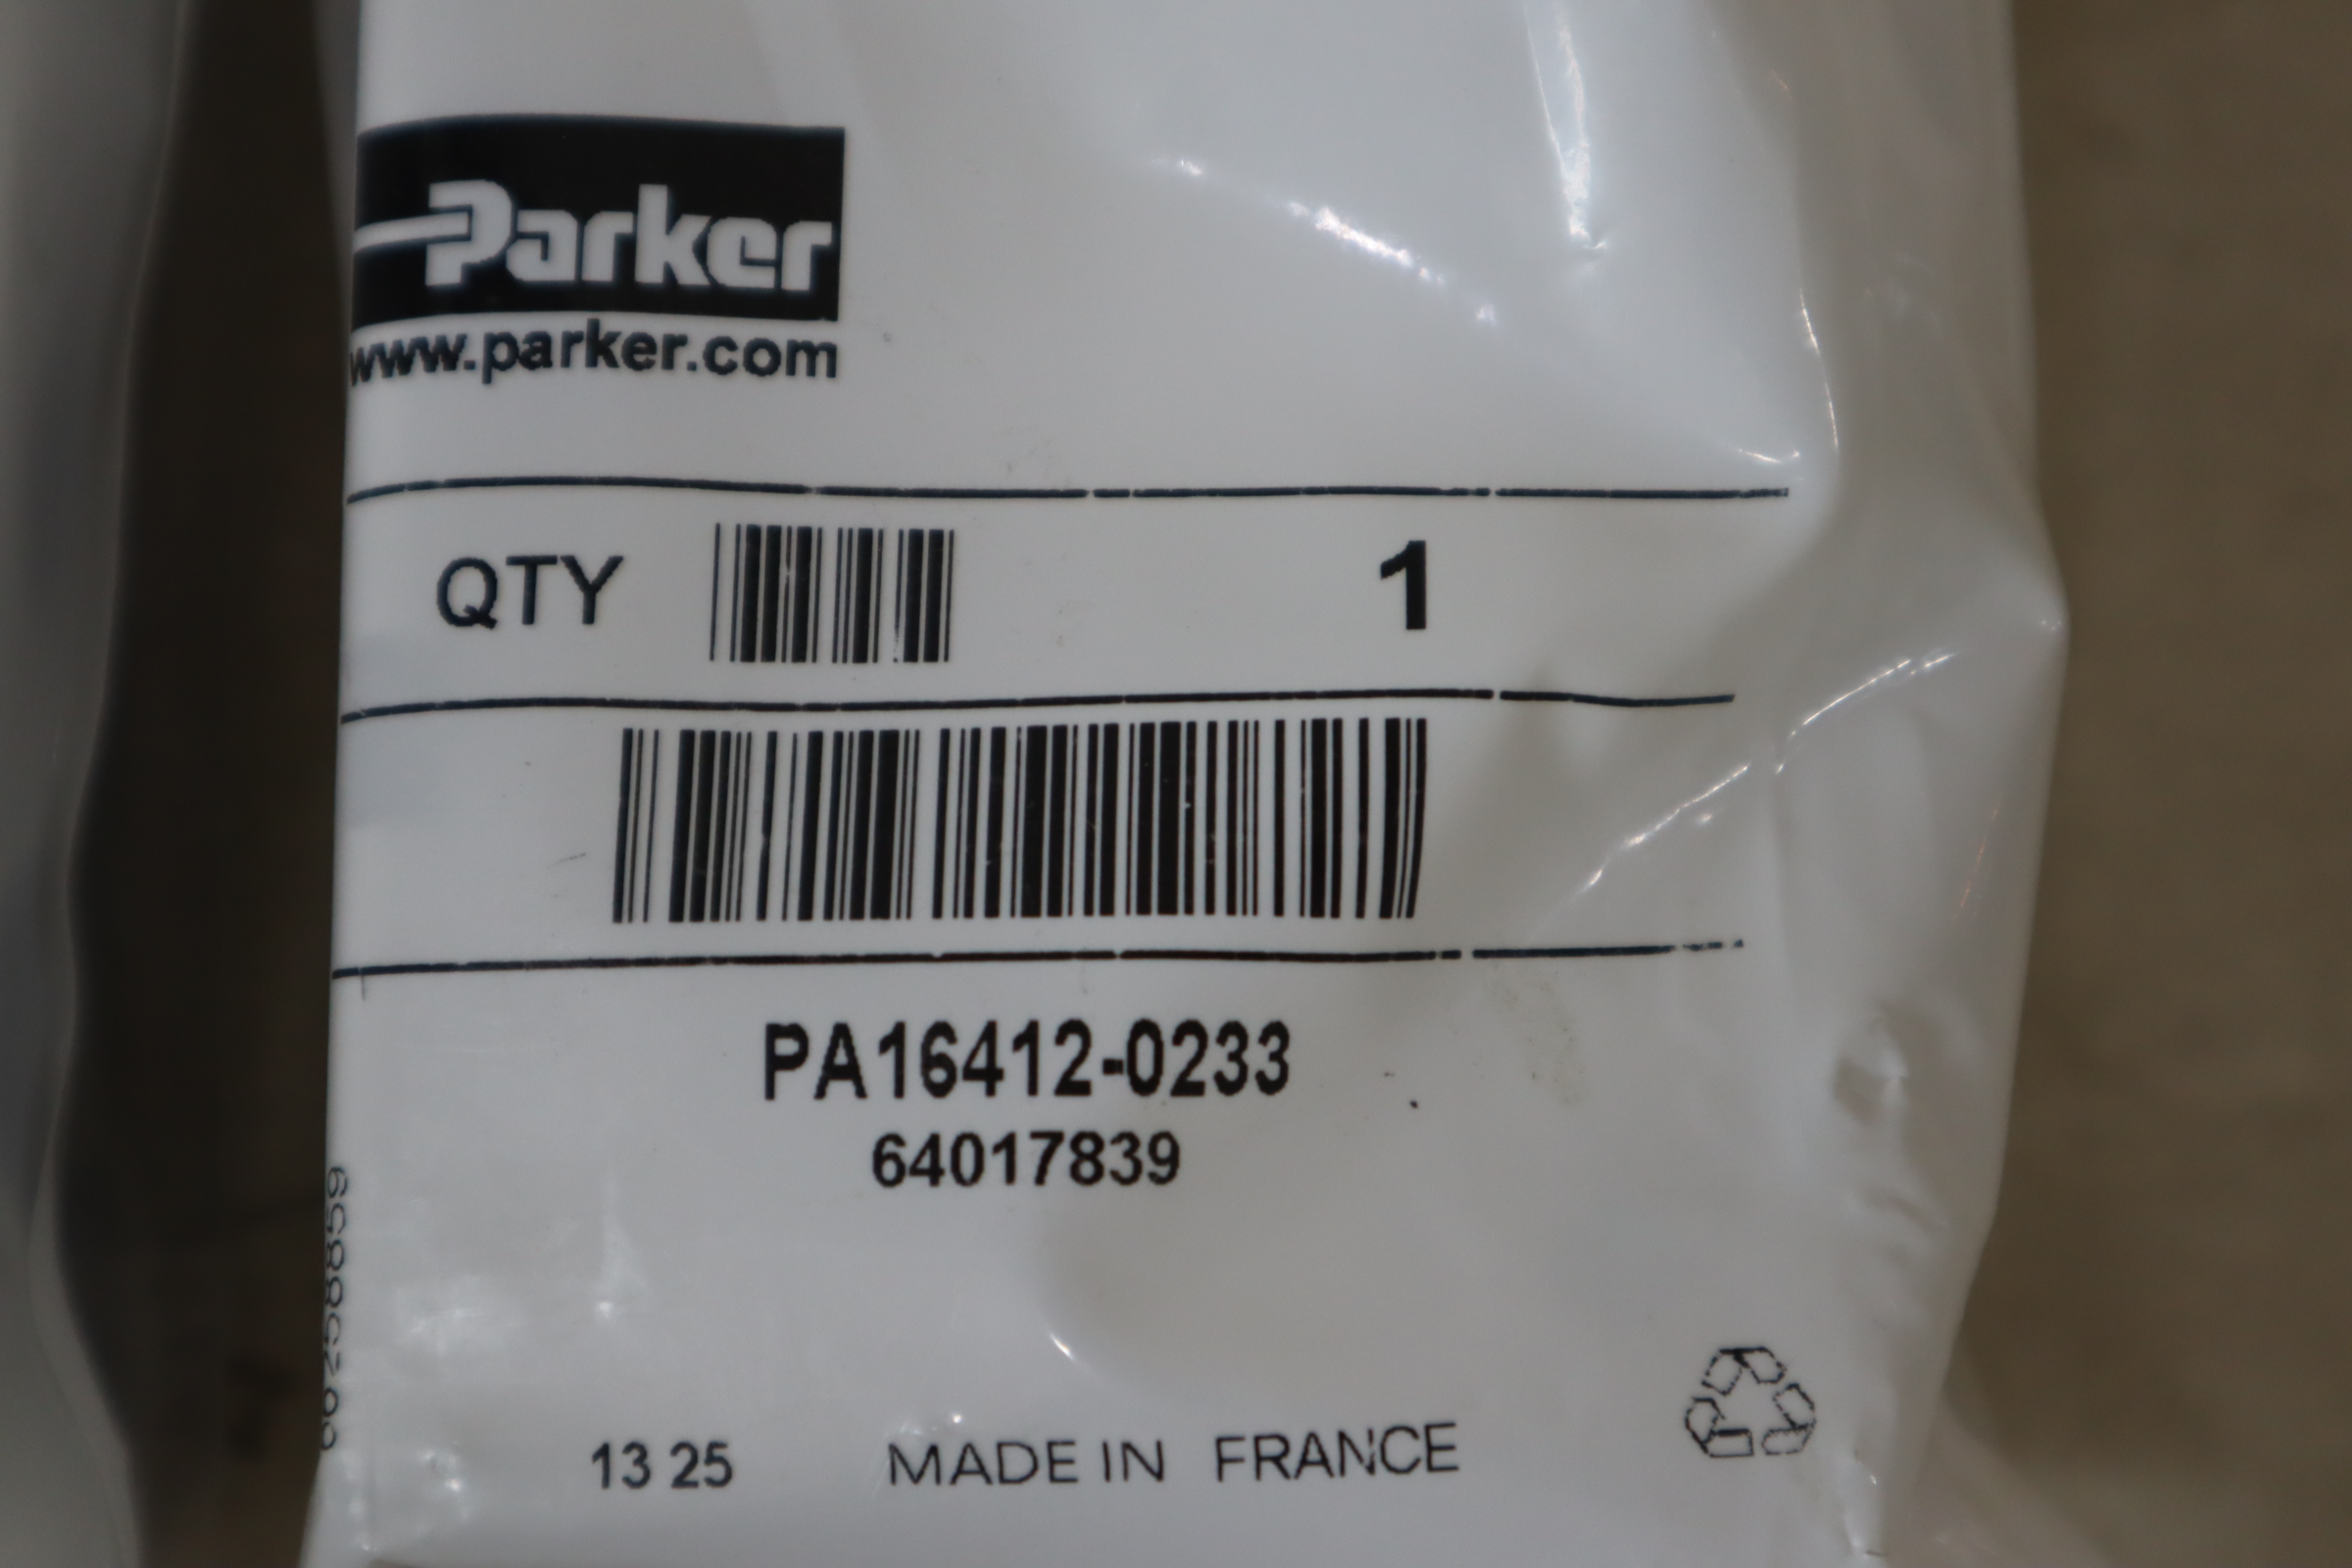 Parker
www.parker.com
QTY 1
PA16412-0233
64017839
13 25 MADE IN FRANCE